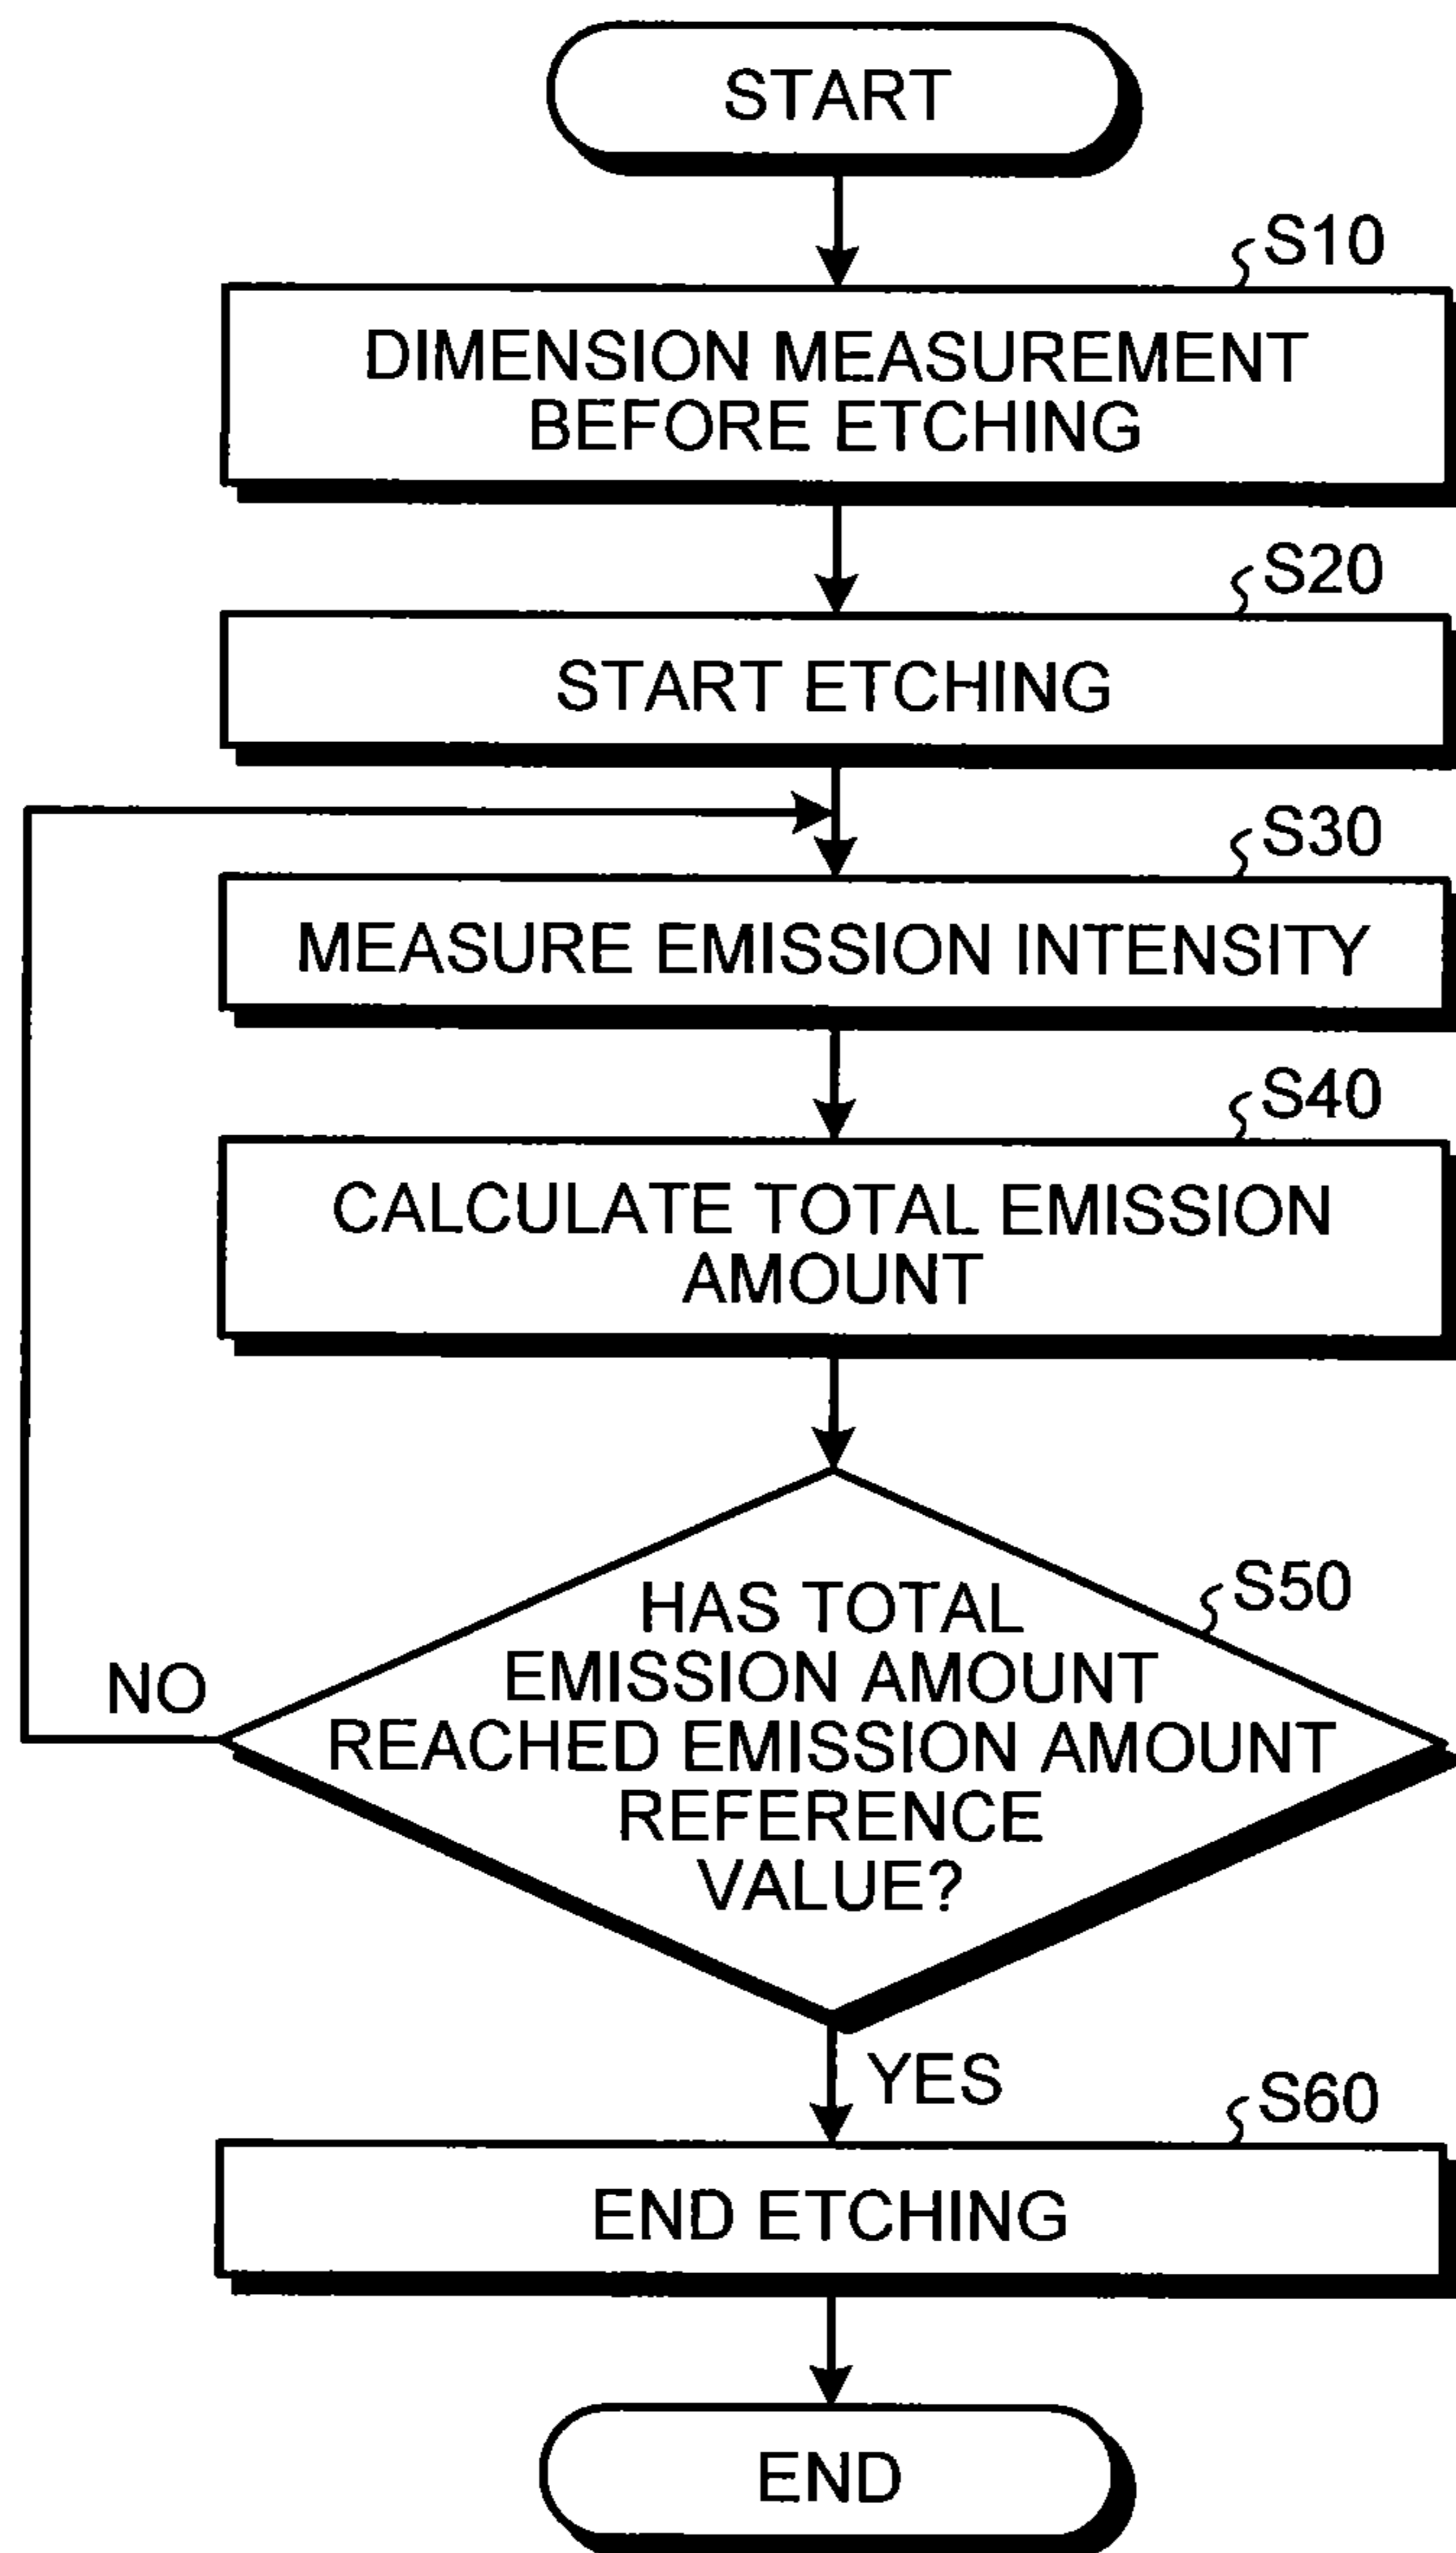 START
S10
DIMENSION MEASUREMENT
BEFORE ETCHING
S20
START ETCHING
S30
MEASURE EMISSION INTENSITY
S40
CALCULATE TOTAL EMISSION
AMOUNT
S50
HAS TOTAL
EMISSION AMOUNT
REACHED EMISSION AMOUNT
REFERENCE
VALUE?
NO
YES
S60
END ETCHING
END